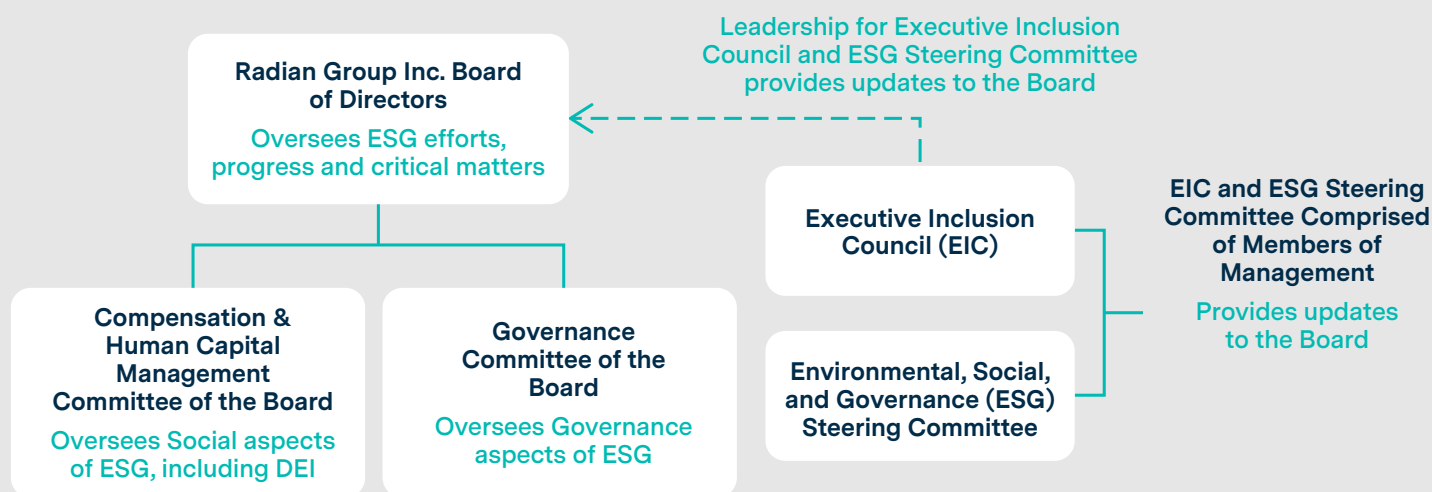 Radian Group Inc. Board
of Directors
Oversees ESG efforts,
progress and critical matters
Leadership for Executive Inclusion
Council and ESG Steering Committee
provides updates to the Board
Compensation &
Human Capital
Management
Committee of the Board
Oversees Social aspects
of ESG, including DEI
Governance
Committee of the
Board
Oversees Governance
aspects of ESG
Executive Inclusion
Council (EIC)
Environmental, Social,
and Governance (ESG)
Steering Committee
EIC and ESG Steering
Committee Comprised
of Members of
Management
Provides updates
to the Board